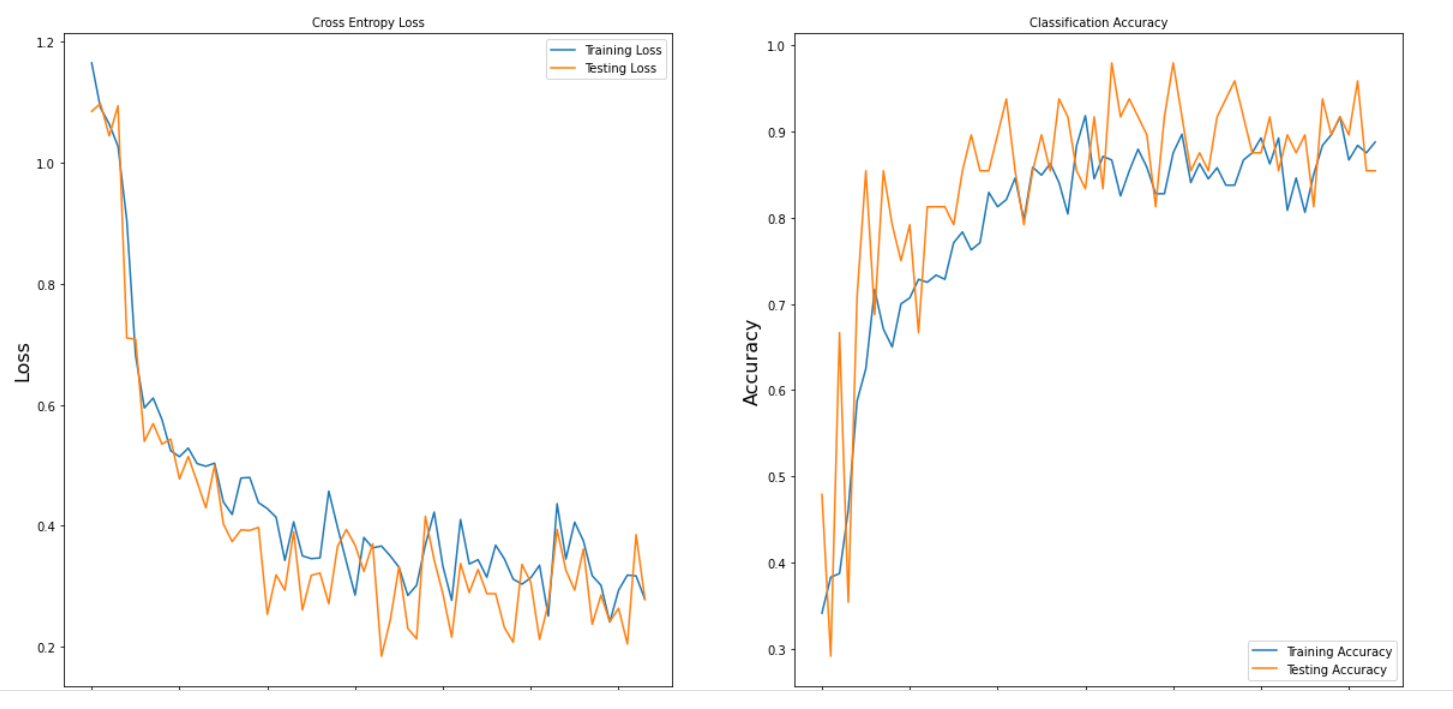 Cross Entropy Loss
Training Loss
Testing Loss
1.2
1.0
0.8
0.6
0.4
0.2
Loss
Classification Accuracy
1.0
0.9
0.8
0.7
0.6
0.5
0.4
0.3
Accuracy
Training Accuracy
Testing Accuracy